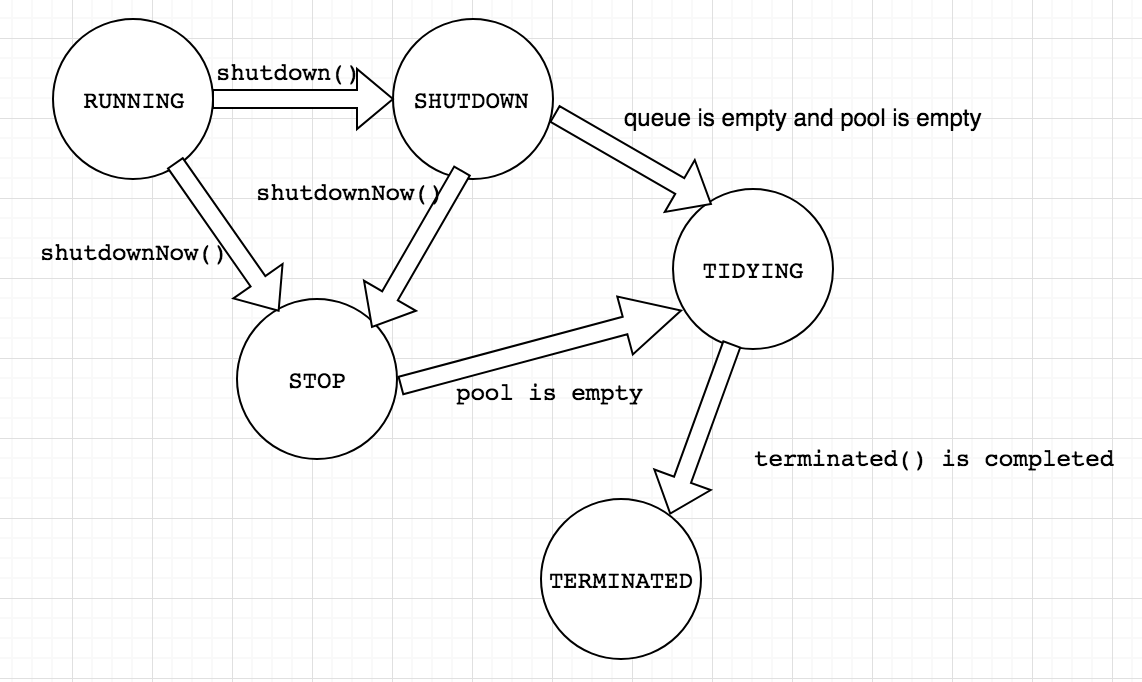 shutdown()
RUNNING
SHUTDOWN
queue is empty and pool is empty
shutdownNow()
shutdownNow()
TIDYING
STOP
pool is empty
terminated() is completed
TERMINATED